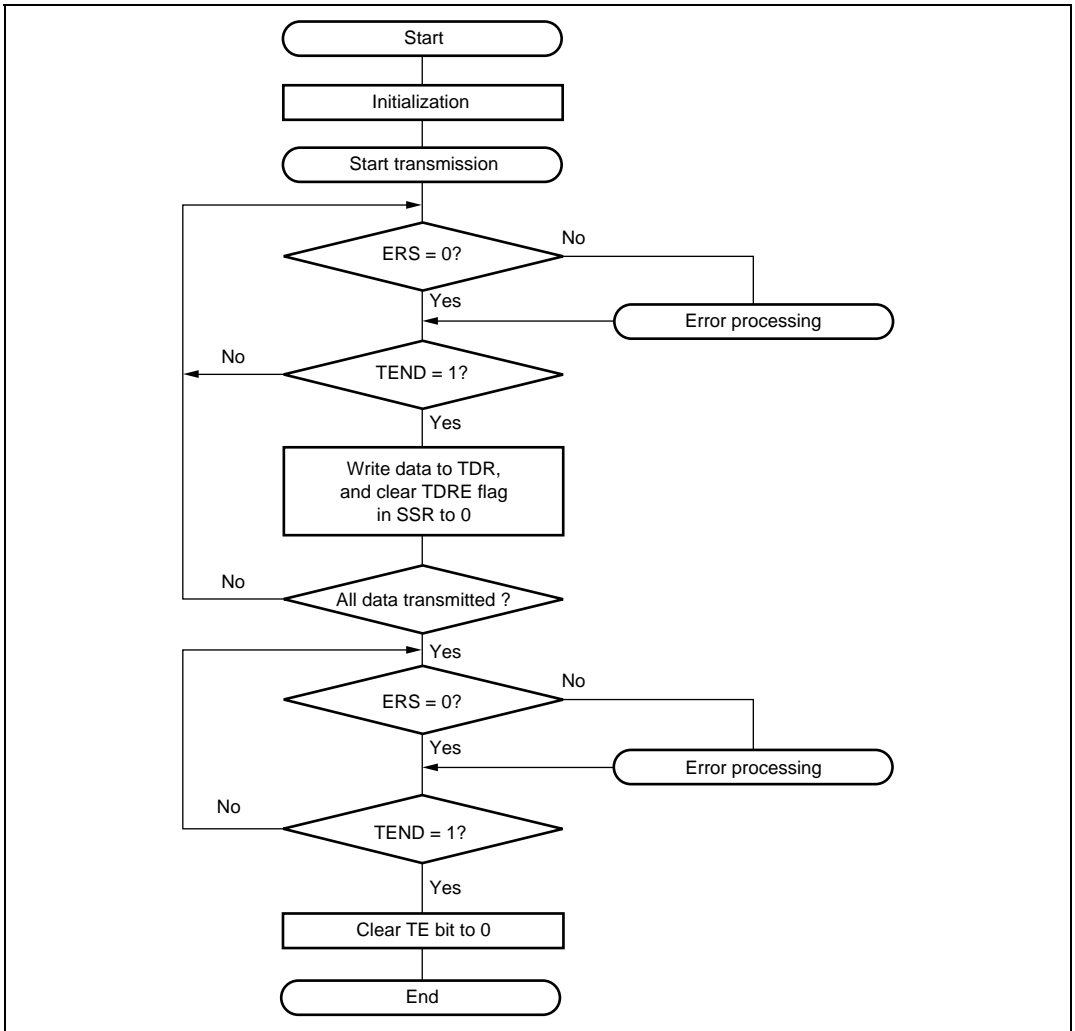 Start
Initialization
Start transmission
ERS = 0?
No
Yes
Error processing
No
TEND = 1?
Yes
Write data to TDR,
and clear TDRE flag
in SSR to 0
No
All data transmitted ?
Yes
ERS = 0?
No
Yes
Error processing
No
TEND = 1?
Yes
Clear TE bit to 0
End